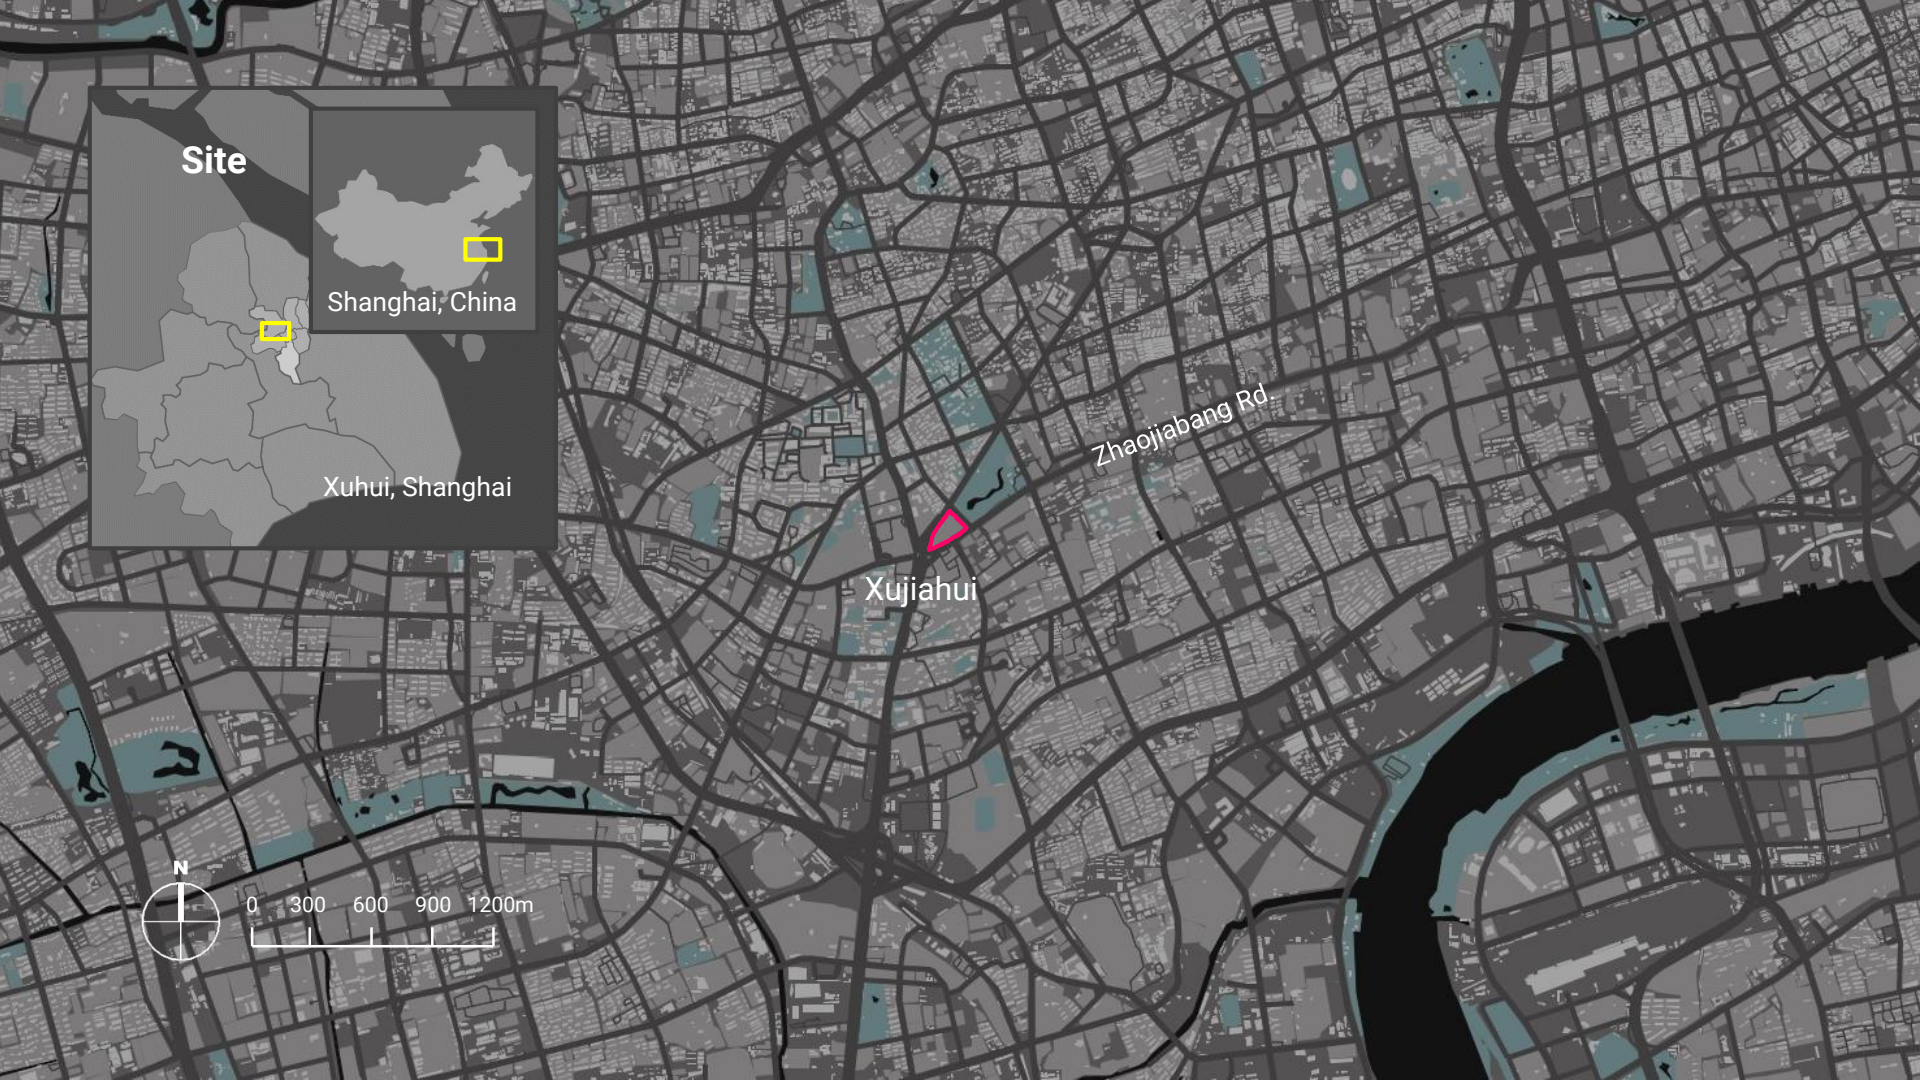 Site
Shanghai, China
Xuhui, Shanghai
Zhaojiabang Rd.
Xujiahui
N
0 300 600 900 1200m